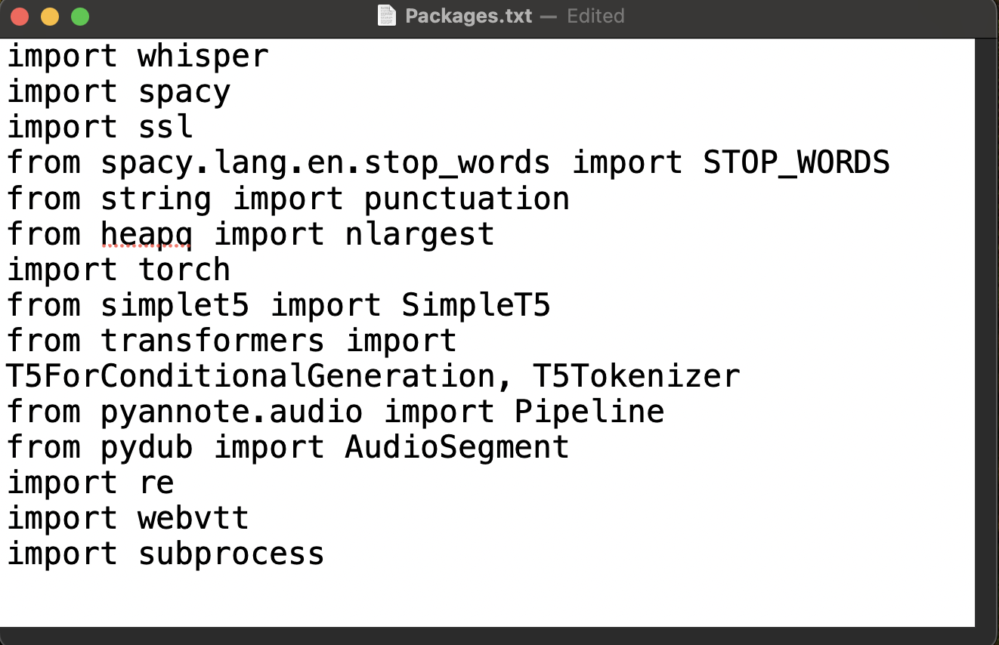 Packages.txt — Edited
import whisper
import spacy
import ssl
from spacy.lang.en.stop_words import STOP_WORDS
from string import punctuation
from heapq import nlargest
import torch
from simplet5 import SimpleT5
from transformers import
T5ForConditionalGeneration, T5Tokenizer
from pyannote.audio import Pipeline
from pydub import AudioSegment
import re
import webvtt
import subprocess